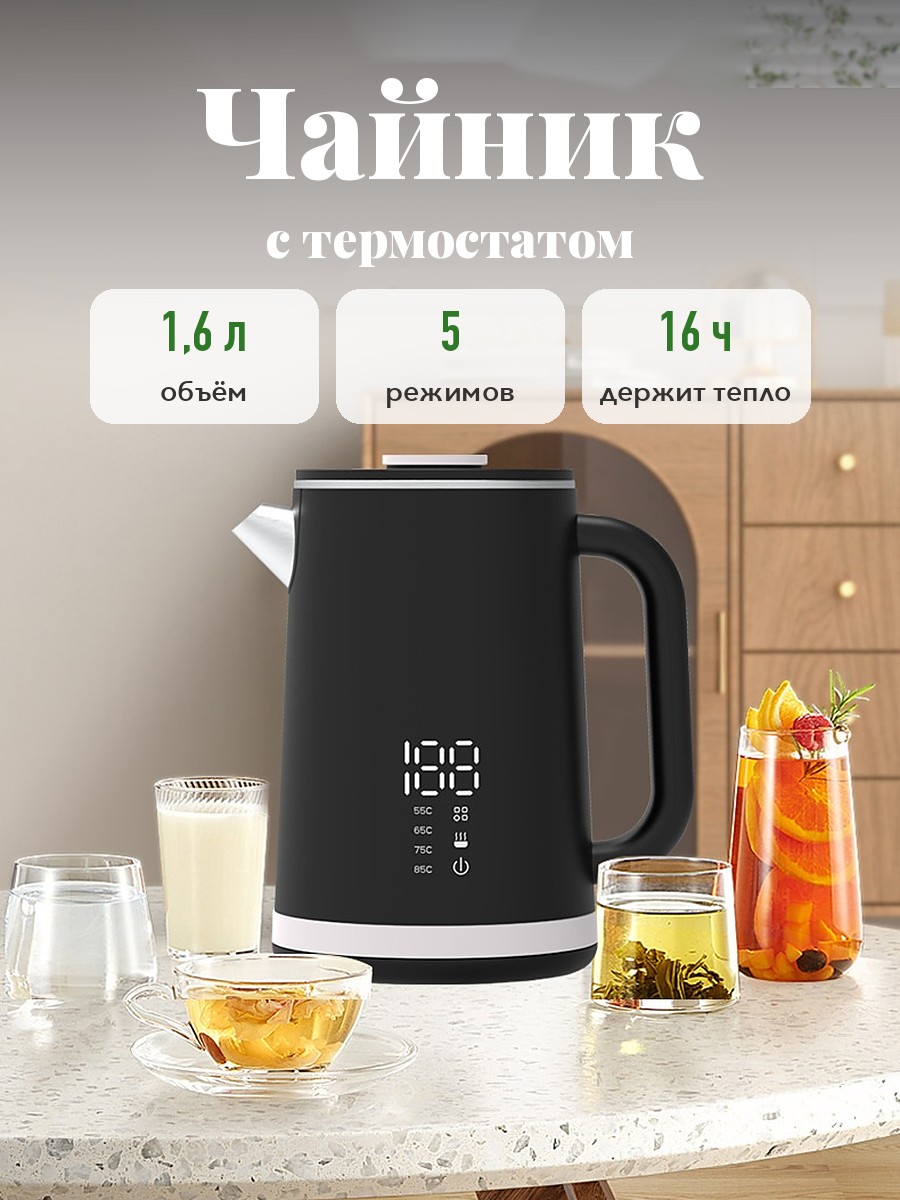 Чайник
с термостатом
1,6 л
объём
5
режимов
16 ч
держит тепло
188
55C
65C
75C
85C